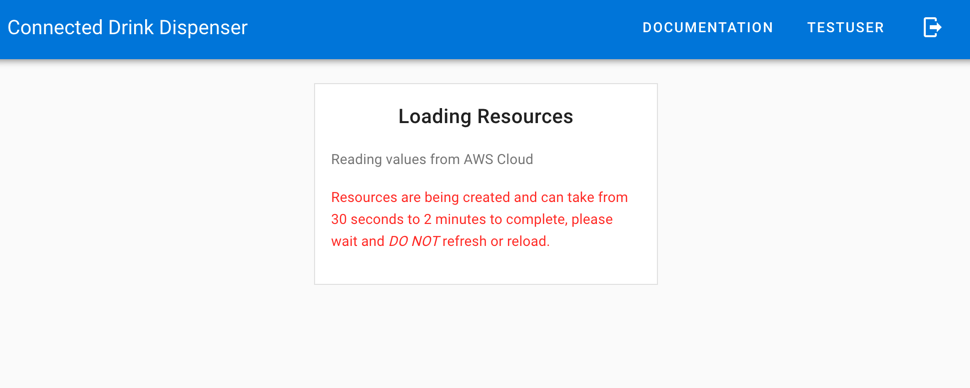 Connected Drink Dispenser
DOCUMENTATION
TESTUSER
Loading Resources
Reading values from AWS Cloud
Resources are being created and can take from
30 seconds to 2 minutes to complete, please
wait and DO NOT refresh or reload.